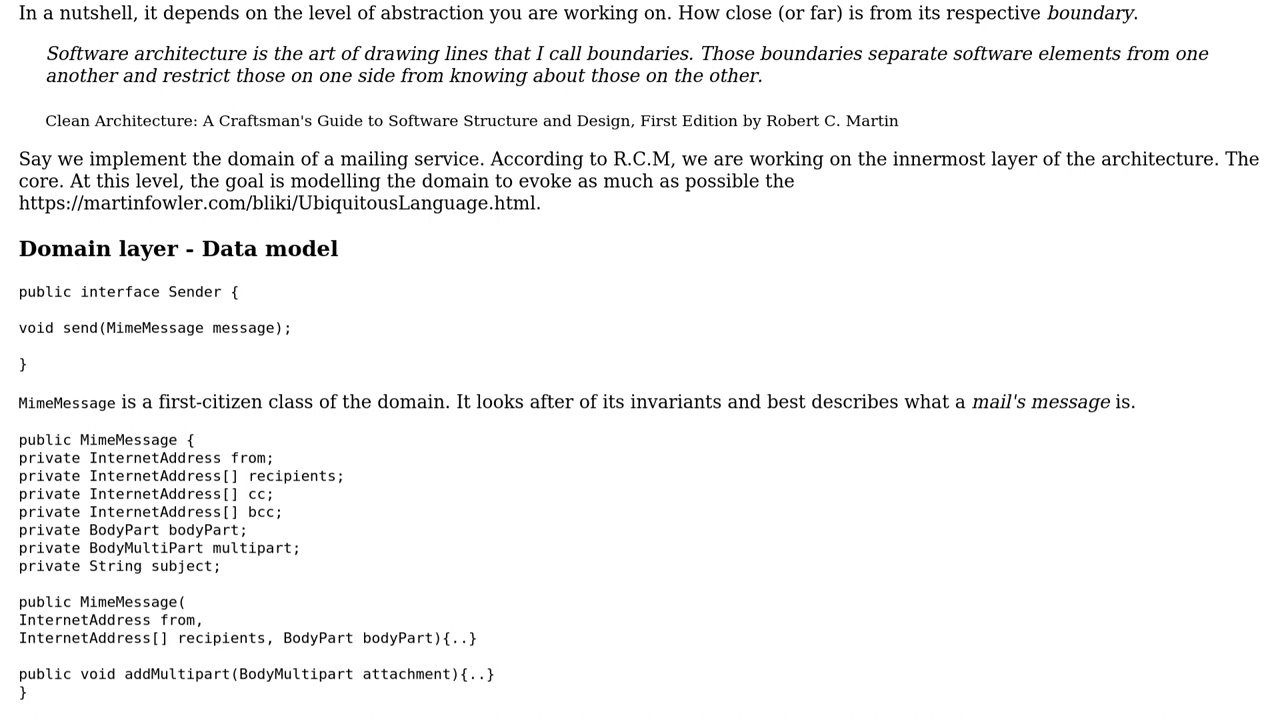 In a nutshell, it depends on the level of abstraction you are working on. How close (or far) is from its respective boundary.
Software architecture is the art of drawing lines that I call boundaries. Those boundaries separate software elements from one
another and restrict those on one side from knowing about those on the other.
Clean Architecture: A Craftsman's Guide to Software Structure and Design, First Edition by Robert C. Martin
Say we implement the domain of a mailing service. According to R.C.M, we are working on the innermost layer of the architecture. The
core. At this level, the goal is modelling the domain to evoke as much as possible the
https://martinfowler.com/bliki/UbiquitousLanguage.html.
Domain layer - Data model
public interface Sender {
void send(MimeMessage message);
}
MimeMessage is a first-citizen class of the domain. It looks after of its invariants and best describes what a mail's message is.
public MimeMessage {
private InternetAddress from;
private InternetAddress[] recipients;
private InternetAddress[] cc;
private InternetAddress[] bcc;
private BodyPart bodyPart;
private BodyMultiPart multipart;
private String subject;
public MimeMessage(
InternetAddress from,
InternetAddress[] recipients, BodyPart bodyPart){..}
public void addMultipart(BodyMultipart attachment){..}
}